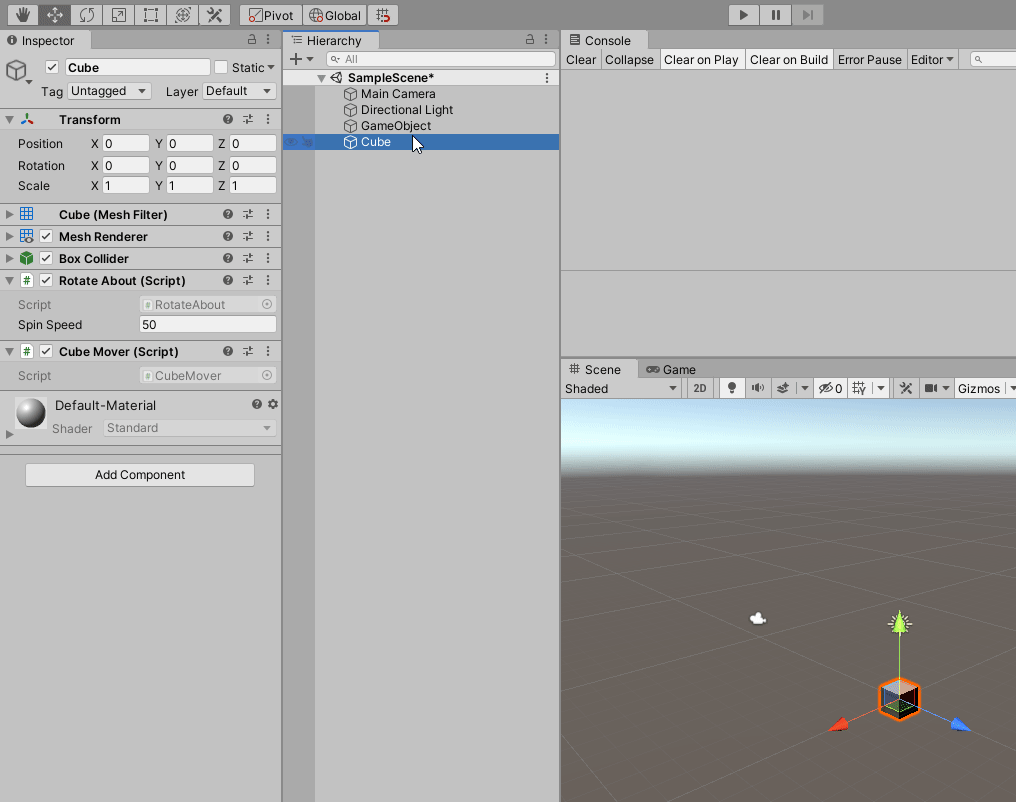 Pivot Global
Inspector
Cube Static
Tag Untagged Layer Default
Transform
Position X 0 Y 0 Z 0
Rotation X 0 Y 0 Z 0
Scale X 1 Y 1 Z 1
Cube (Mesh Filter)
Mesh Renderer
Box Collider
# Rotate About (Script)
Script # RotateAbout
Spin Speed 50
# Cube Mover (Script)
Script # CubeMover
Default-Material
Shader Standard
Add Component
Hierarchy
All
SampleScene*
Main Camera
Directional Light
GameObject
Cube
Console
Clear Collapse Clear on Play Clear on Build Error Pause Editor
Scene Game
Shaded 2D 0 Gizmos